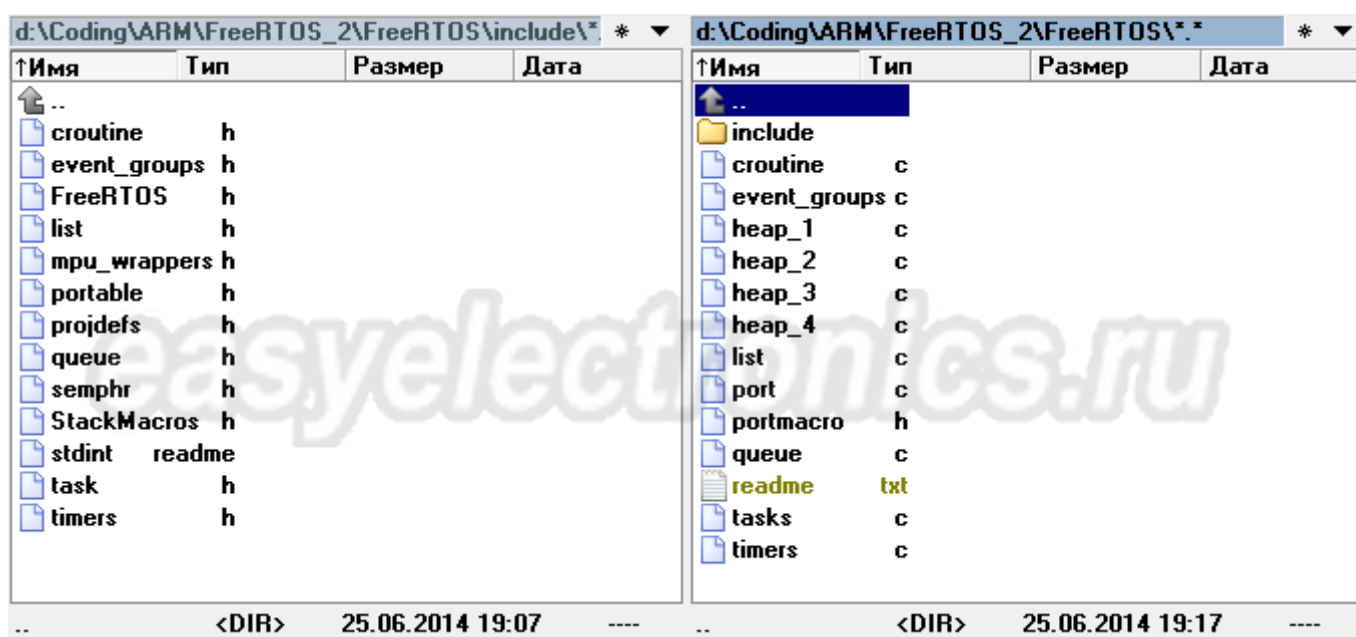 d:\Coding\ARM\FreeRTOS_2\FreeRTOS\include\*. * ▼
↑Имя Тип Размер Дата
..
croutine h
event_groups h
FreeRTOS h
list h
mpu_wrappers h
portable h
projdefs h
queue h
semphr h
StackMacros h
stdint readme
task h
timers h
.. <DIR> 25.06.2014 19:07 ----
d:\Coding\ARM\FreeRTOS_2\FreeRTOS\*.* * ▼
↑Имя Тип Размер Дата
..
include
croutine c
event_groups c
heap_1 c
heap_2 c
heap_3 c
heap_4 c
list c
port c
portmacro h
queue c
readme txt
tasks c
timers c
.. <DIR> 25.06.2014 19:17 ----
easyelectronics.ru